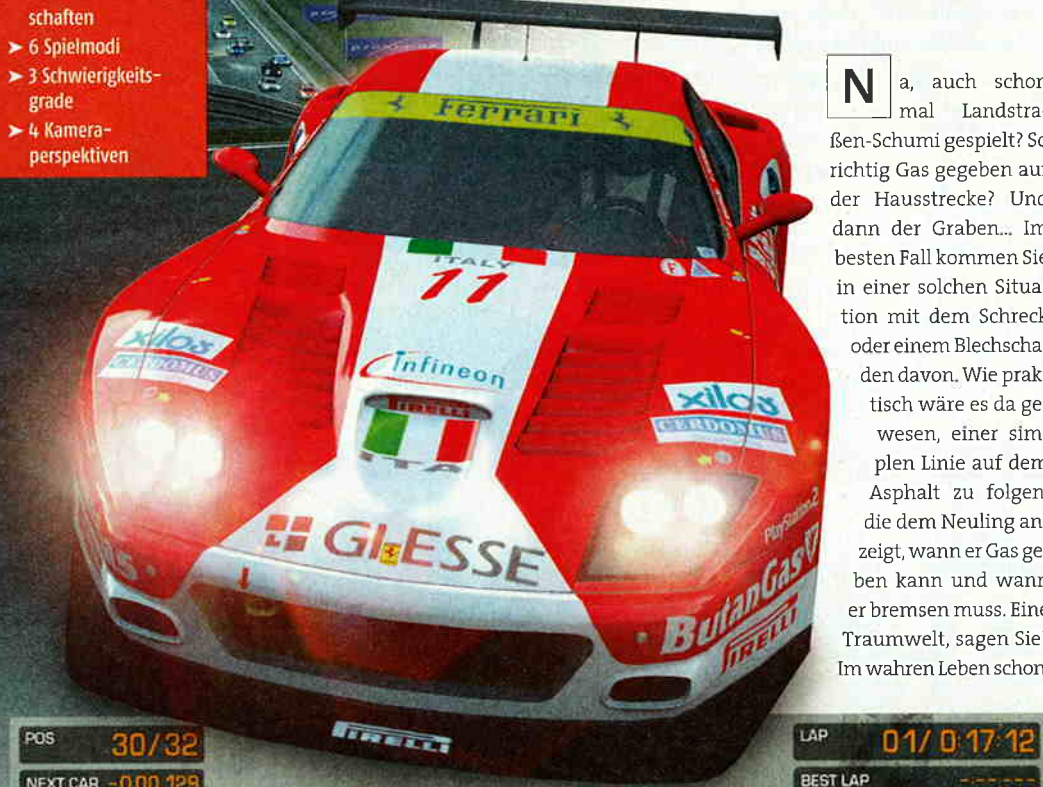 schaften
➤ 6 Spielmodi
➤ 3 Schwierigkeits-
grade
➤ 4 Kamera-
perspektiven
Na, auch schon
mal Landstra-
ßen-Schumi gespielt? So
richtig Gas gegeben auf
der Hausstrecke? Und
dann der Graben... Im
besten Fall kommen Sie
in einer solchen Situa-
tion mit dem Schreck
oder einem Blechscha-
den davon. Wie prak-
tisch wäre es da ge-
wesen, einer sim-
plen Linie auf dem
Asphalt zu folgen,
die dem Neuling an-
zeigt, wann er Gas ge-
ben kann und wann
er bremsen muss. Eine
Traumwelt, sagen Sie?
Im wahren Leben schon,
Ferrari
ITALY
11
xilos
CERDOMUS
Infineon
xilos
CERDOMUS
ITA
GIESSE
PlayStation.2
ButanGas
PIRELLI
PIRELLI
POS 30/32
NEXT CAR -0:00.129
LAP 01/ 0:17:12
BEST LAP -:--:---